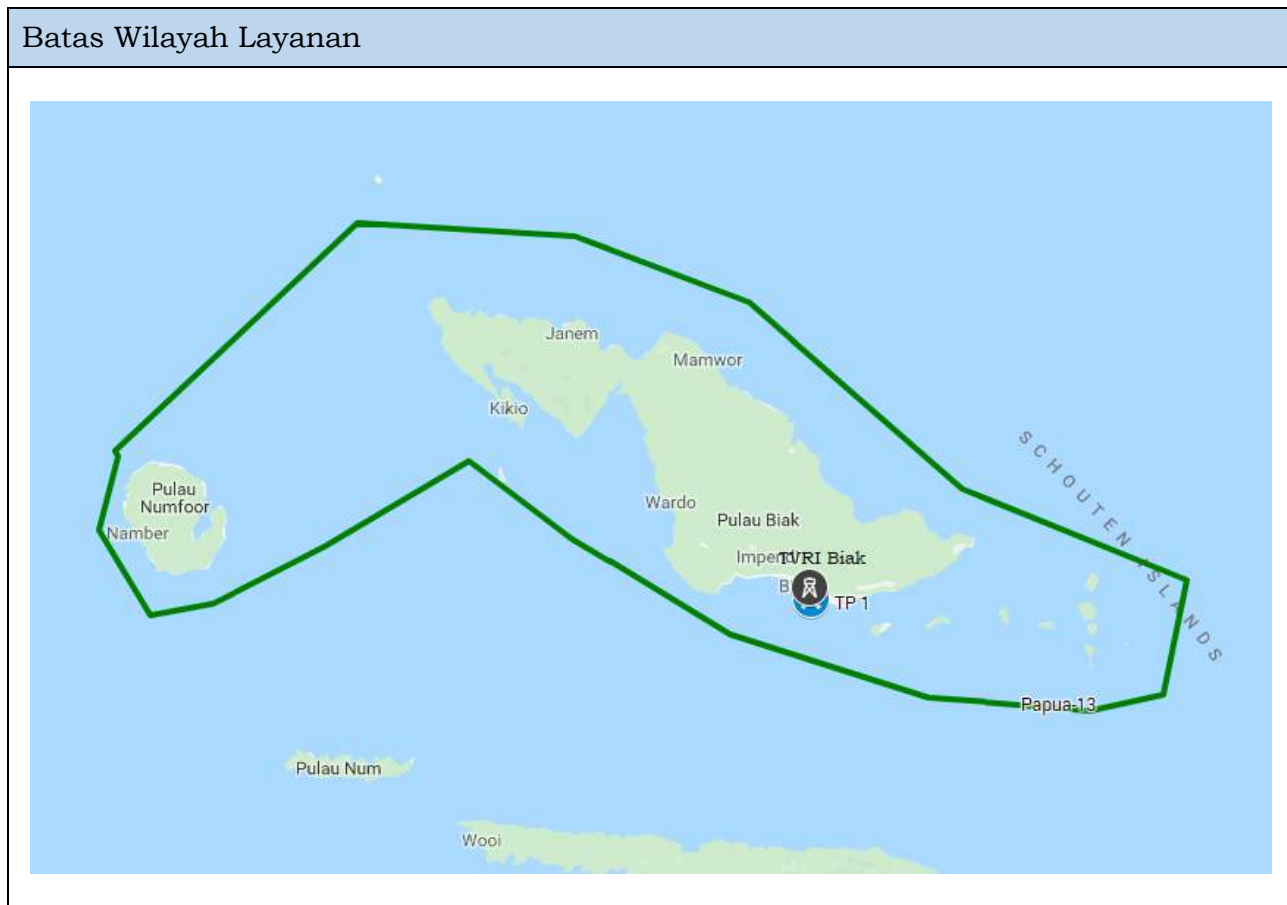 Batas Wilayah Layanan
Janem
Mamwor
Kikio
SCHOUTEN ISLANDS
Pulau
Numfoor
Namber
Wardo
Pulau Biak
TVRI Biak
TP 1
Papua-13
Pulau Num
Wooi